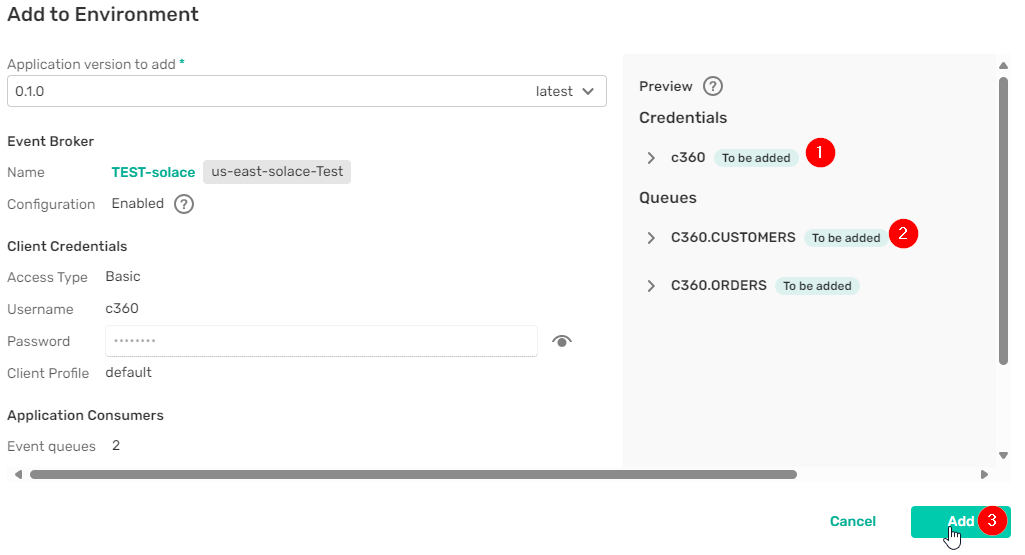 Add to Environment
Application version to add *
0.1.0 latest
Event Broker
Name TEST-solace us-east-solace-Test
Configuration Enabled ?
Client Credentials
Access Type Basic
Username c360
Password ••••••••
Client Profile default
Application Consumers
Event queues 2
Preview ?
Credentials
c360 To be added 1
Queues
C360.CUSTOMERS To be added 2
C360.ORDERS To be added
Cancel Add 3